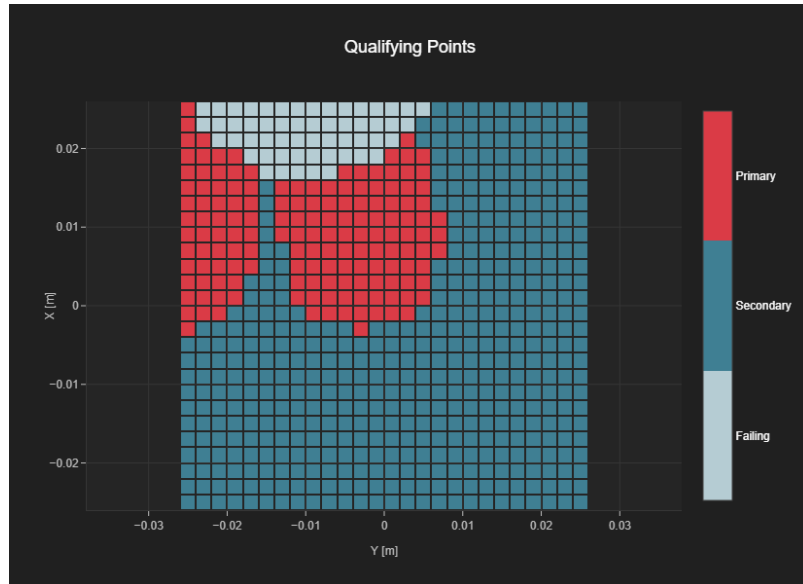 Qualifying Points
0.02
0.01
0
−0.01
−0.02
X [m]
−0.03
−0.02
−0.01
0
0.01
0.02
0.03
Y [m]
Primary
Secondary
Failing